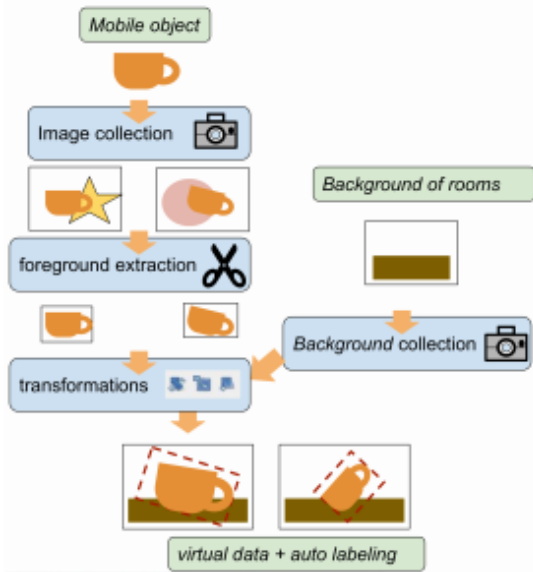 Mobile object
Image collection
Background of rooms
foreground extraction
Background collection
transformations
virtual data + auto labeling